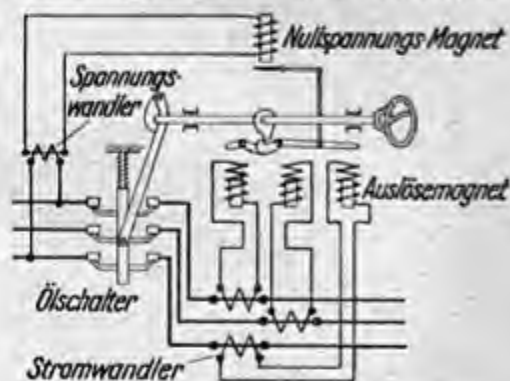 Nullspannungs-Magnet
Spannungs-
wandler
Auslösemagnet
Ölschalter
Stromwandler